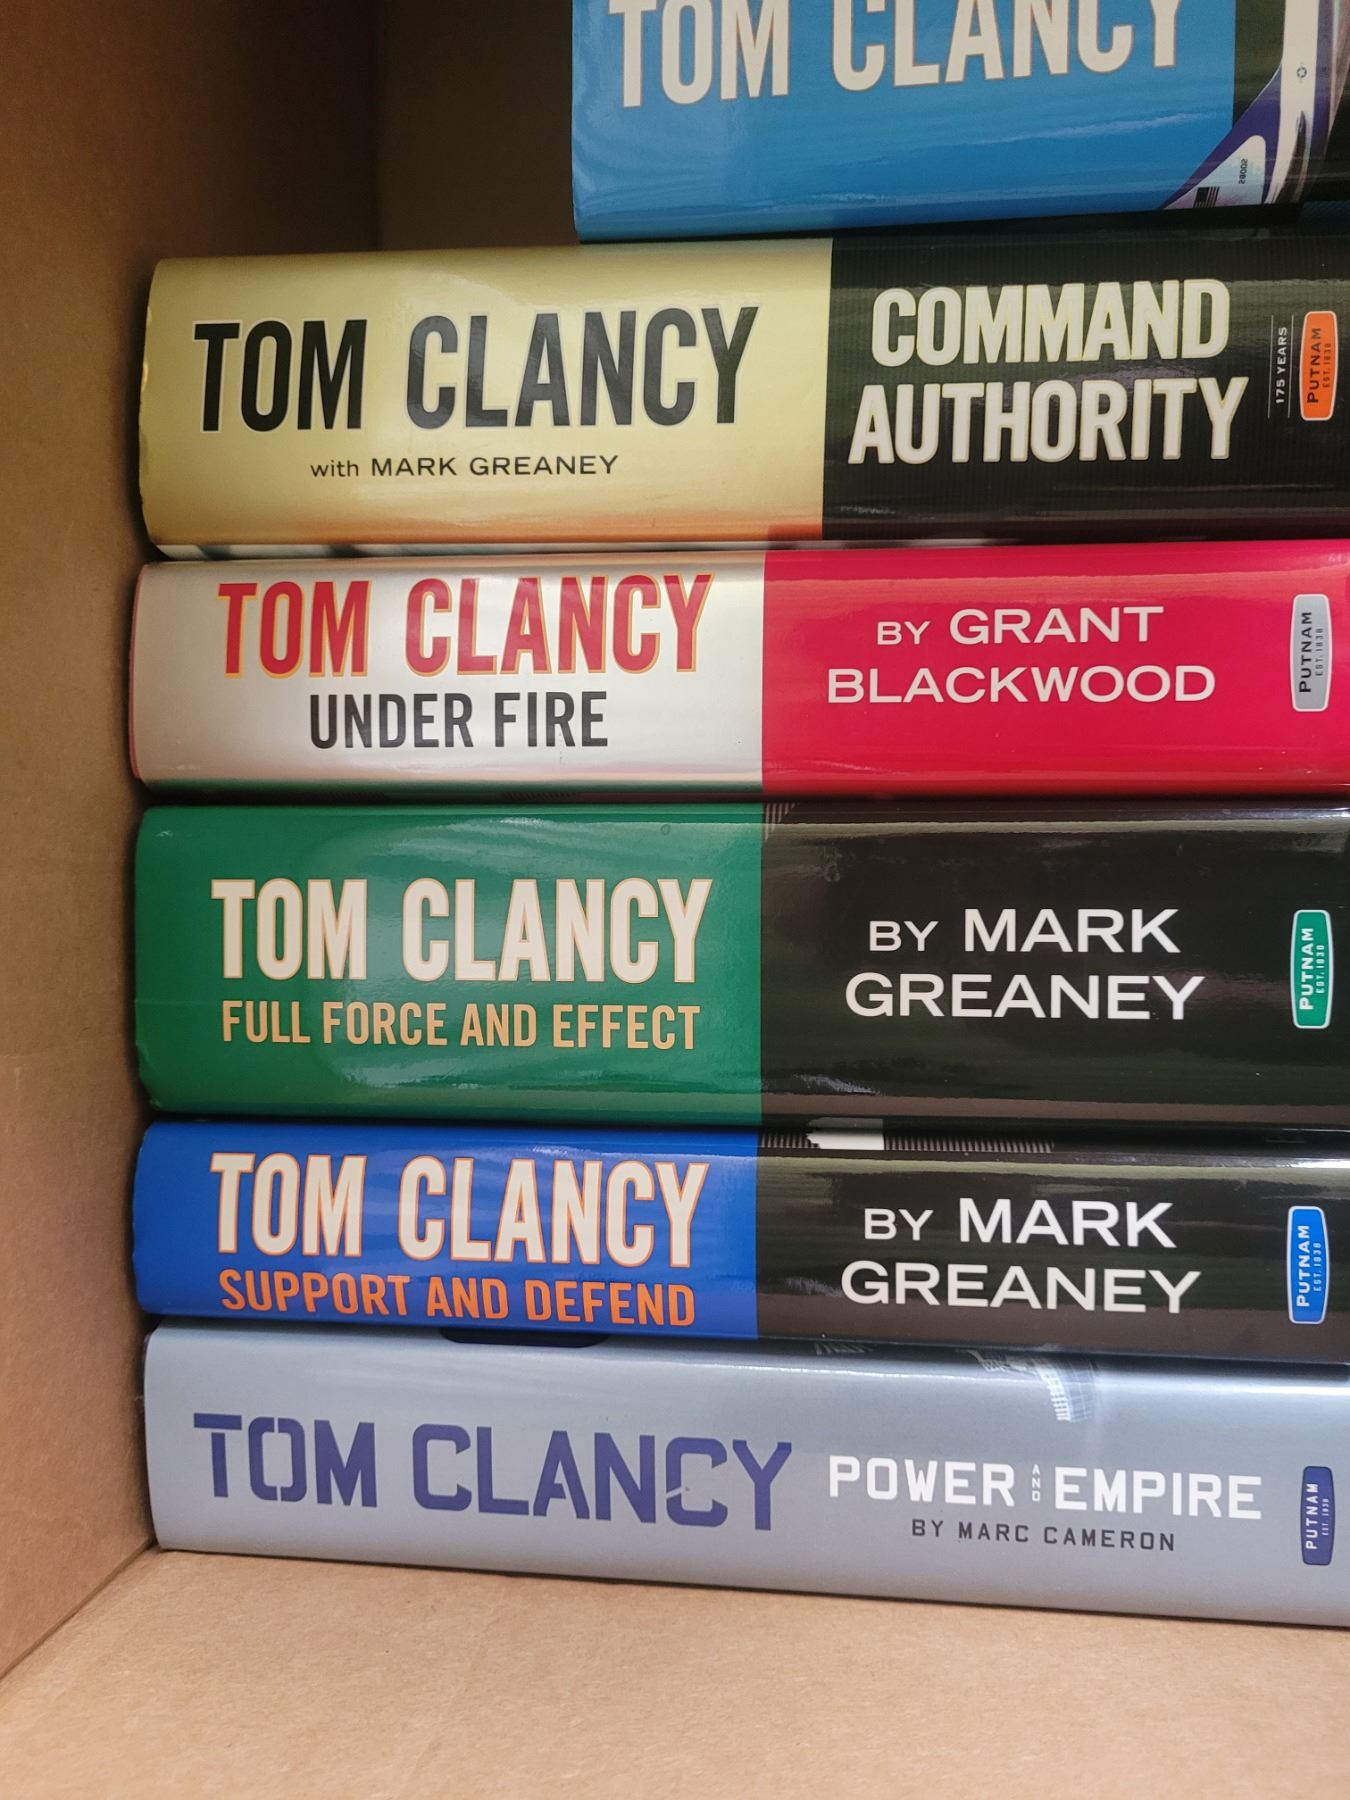 TOM CLANCY
28002
TOM CLANCY
with MARK GREANEY
COMMAND
AUTHORITY
175 YEARS
PUTNAM
EST. 1838
TOM CLANCY
UNDER FIRE
BY GRANT
BLACKWOOD
PUTNAM
EST. 1838
TOM CLANCY
FULL FORCE AND EFFECT
BY MARK
GREANEY
PUTNAM
EST. 1838
TOM CLANCY
SUPPORT AND DEFEND
BY MARK
GREANEY
PUTNAM
EST. 1838
TOM CLANCY
POWER AND EMPIRE
BY MARC CAMERON
PUTNAM
EST. 1838